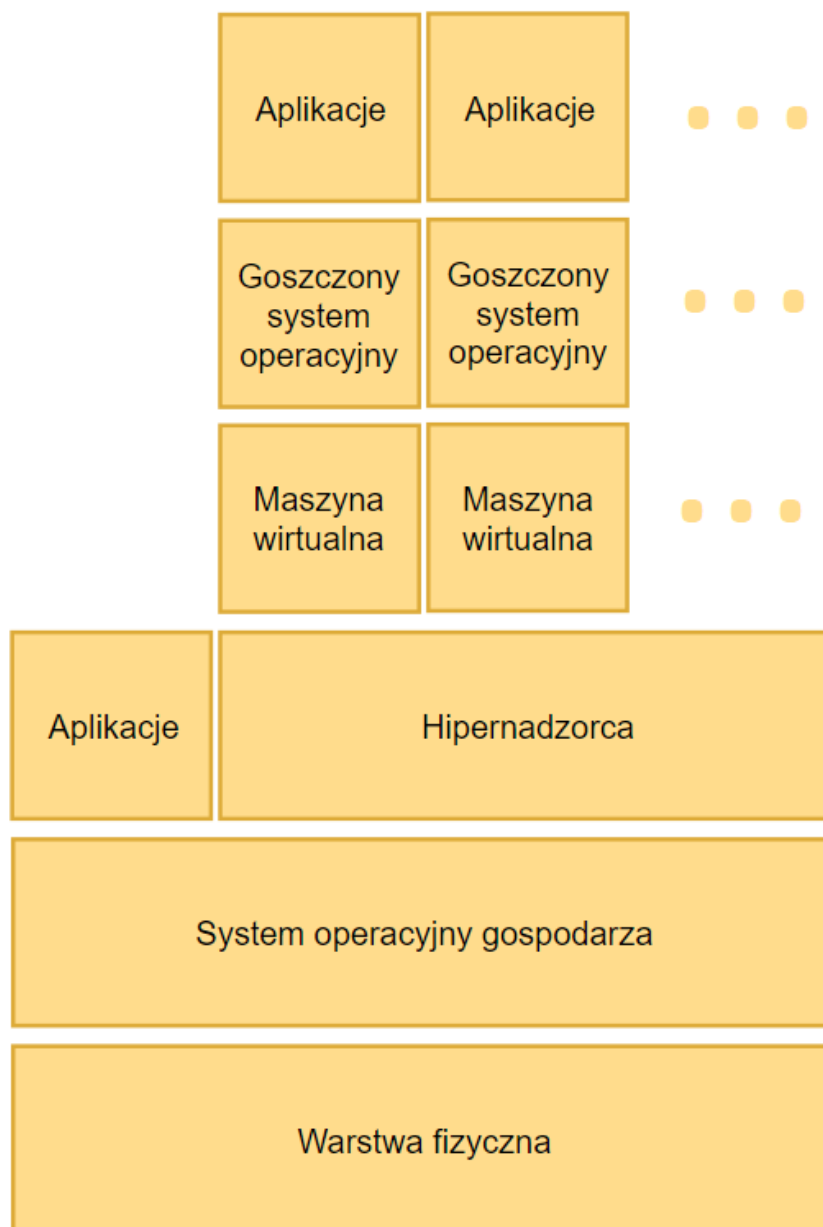 Aplikacje
Aplikacje
Goszczony
system
operacyjny
Goszczony
system
operacyjny
Maszyna
wirtualna
Maszyna
wirtualna
Aplikacje
Hipernadzorca
System operacyjny gospodarza
Warstwa fizyczna